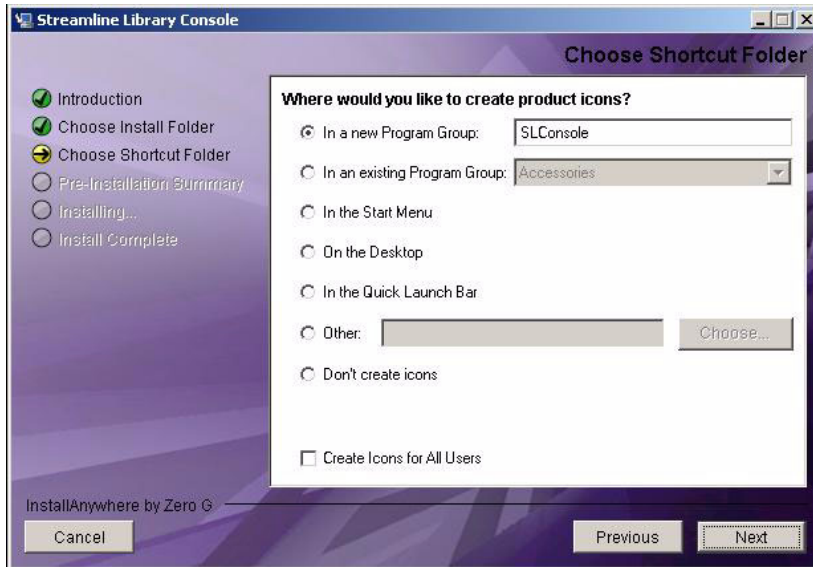 Streamline Library Console
Choose Shortcut Folder
Introduction
Choose Install Folder
Choose Shortcut Folder
Pre-Installation Summary
Installing...
Install Complete
Where would you like to create product icons?
In a new Program Group: SLConsole
In an existing Program Group: Accessories
In the Start Menu
On the Desktop
In the Quick Launch Bar
Other: Choose...
Don't create icons
Create Icons for All Users
InstallAnywhere by Zero G
Cancel Previous Next